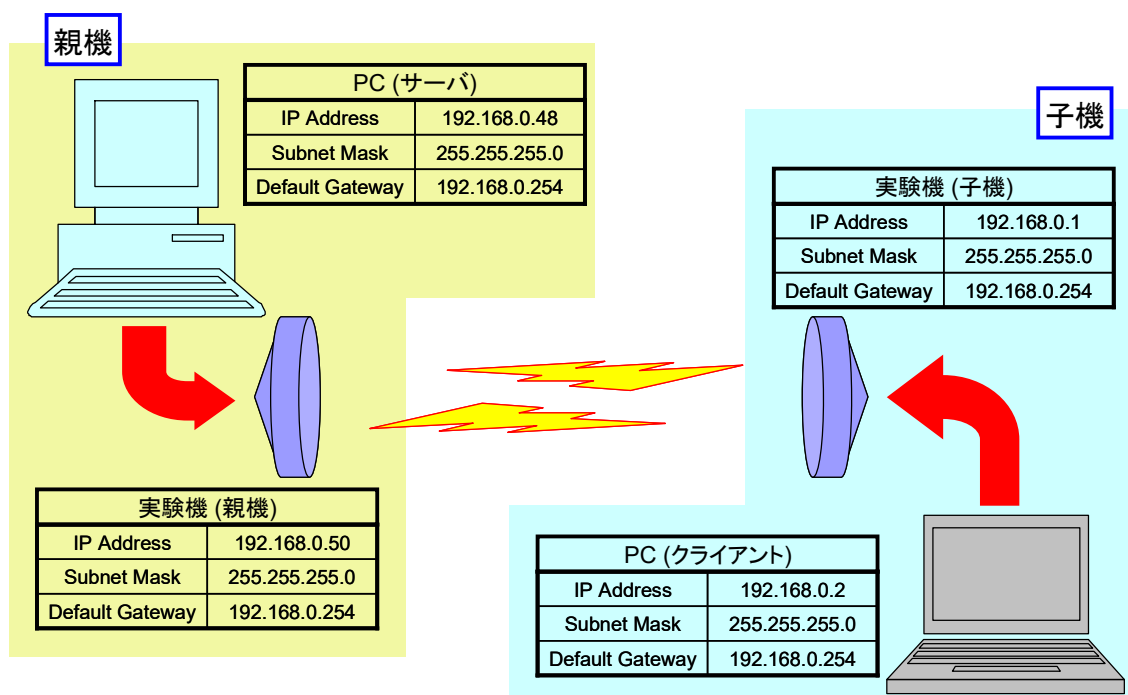 親機
PC (サーバ)
IP Address 192.168.0.48
Subnet Mask 255.255.255.0
Default Gateway 192.168.0.254
子機
実験機 (子機)
IP Address 192.168.0.1
Subnet Mask 255.255.255.0
Default Gateway 192.168.0.254
実験機 (親機)
IP Address 192.168.0.50
Subnet Mask 255.255.255.0
Default Gateway 192.168.0.254
PC (クライアント)
IP Address 192.168.0.2
Subnet Mask 255.255.255.0
Default Gateway 192.168.0.254